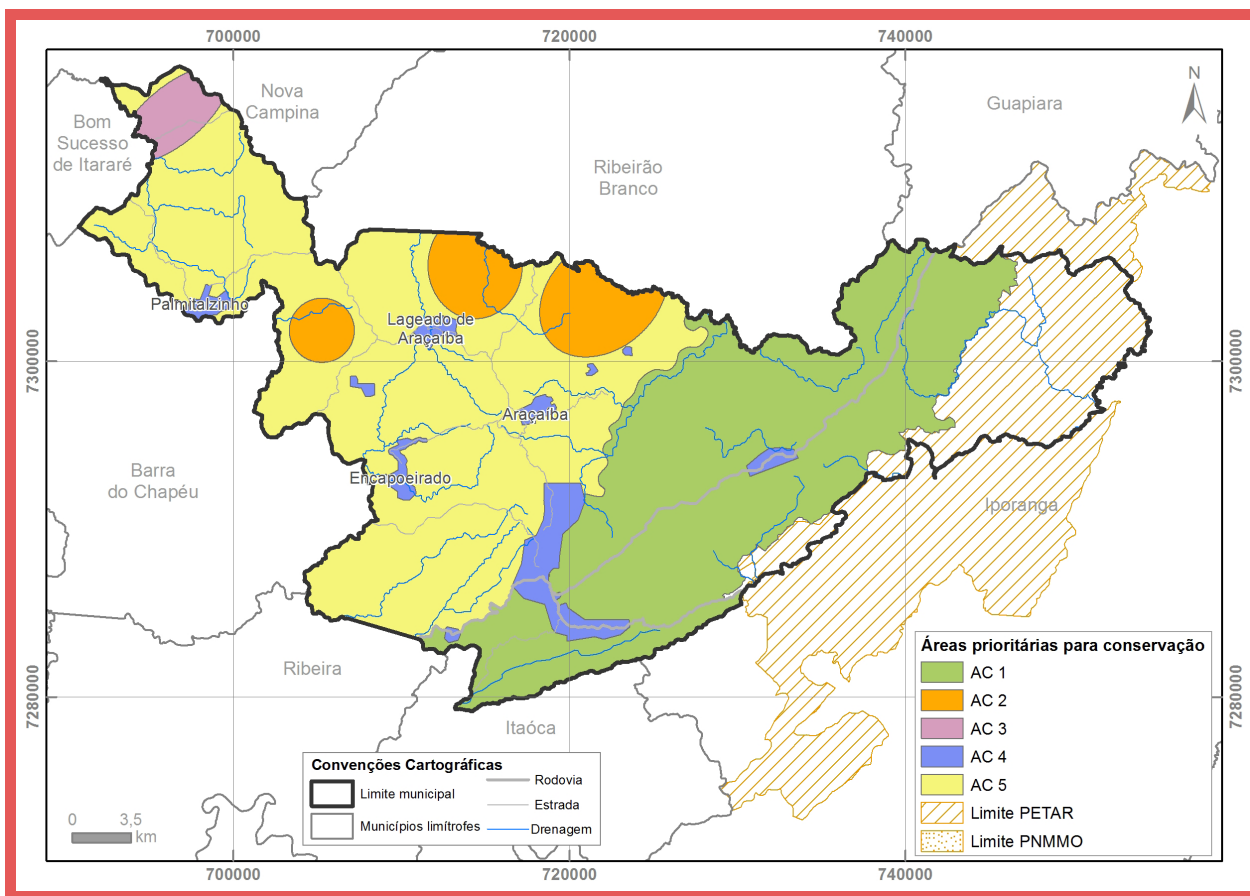 700000
720000
740000
N
Nova
Campina
Guapiara
Bom
Sucesso
de Itararé
Ribeirão
Branco
Palmitalzinho
Lageado de
Araçaíba
7300000
7300000
Araçaíba
Barra
do Chapéu
Encapoeirado
Iporanga
Ribeira
Itaóca
7280000
7280000
Áreas prioritárias para conservação
AC 1
AC 2
AC 3
AC 4
AC 5
Limite PETAR
Limite PNMMO
Convenções Cartográficas
Limite municipal
Municípios limítrofes
Rodovia
Estrada
Drenagem
0 3,5
km
700000
720000
740000